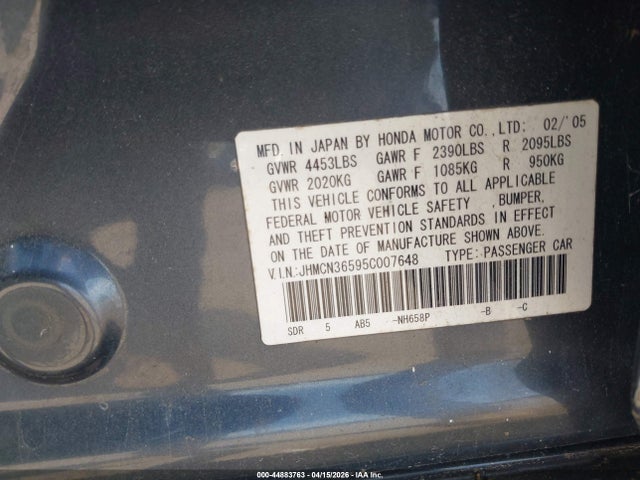 MFD. IN JAPAN BY HONDA MOTOR CO.,LTD: 02/'05
GVWR 4453LBS GAWR F 2390LBS R 2095LBS
GVWR 2020KG GAWR F 1085KG R 950KG
THIS VEHICLE CONFORMS TO ALL APPLICABLE
FEDERAL MOTOR VEHICLE SAFETY ,BUMPER,
AND THEFT PREVENTION STANDARDS IN EFFECT
ON THE DATE OF MANUFACTURE SHOWN ABOVE.
V.I.N:JHMCN36595C007648 TYPE:PASSENGER CAR
SDR 5 AB5 -NH658P -B -C
000-44883763 - 04/15/2026 - IAA Inc.